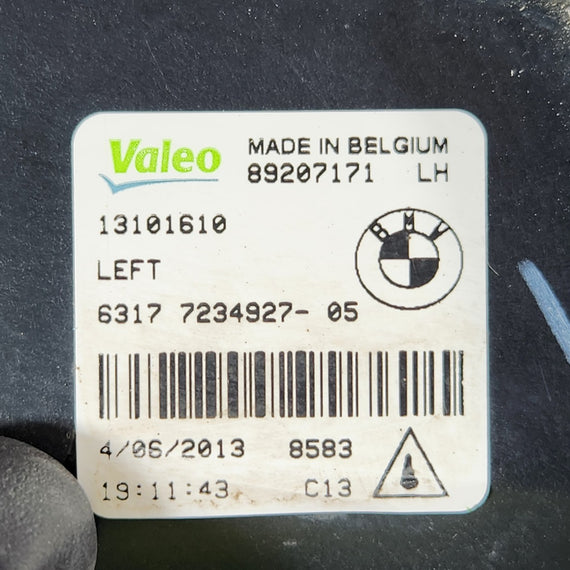 Valeo
MADE IN BELGIUM
89207171 LH
13101610
BMW
LEFT
6317 7234927- 05
4/06/2013 8583
19:11:43 C13